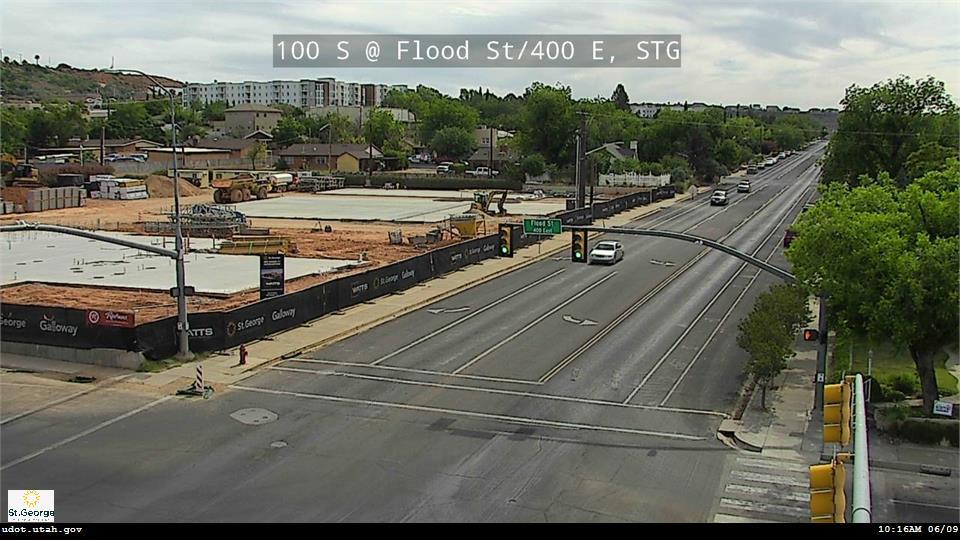 100 S @ Flood St/400 E, STG
Flood St
400 East
WATTS
St.George
Galloway
George
Galloway
WATTS
St.George
Galloway
St.George
udot.utah.gov
10:16AM 06/09